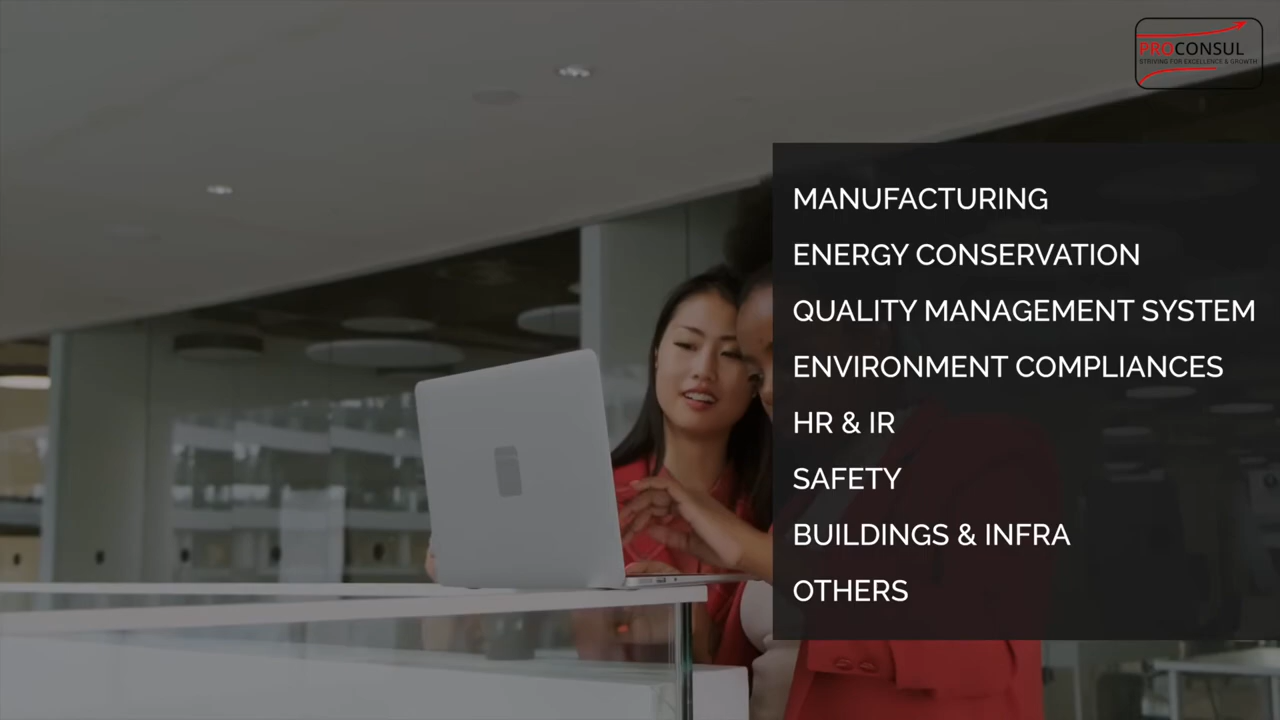 PROCONSUL
STRIVING FOR EXCELLENCE & GROWTH
MANUFACTURING
ENERGY CONSERVATION
QUALITY MANAGEMENT SYSTEM
ENVIRONMENT COMPLIANCES
HR & IR
SAFETY
BUILDINGS & INFRA
OTHERS